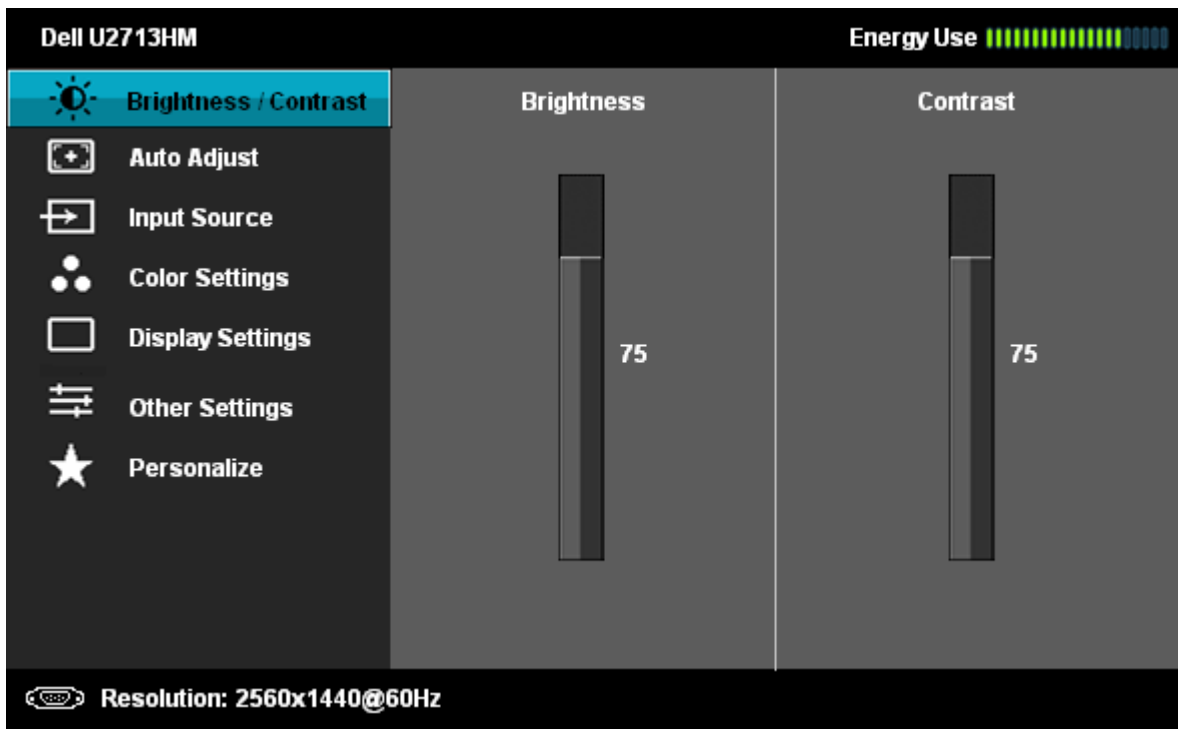 Dell U2713HM
Energy Use
Brightness / Contrast
Auto Adjust
Input Source
Color Settings
Display Settings
Other Settings
Personalize
Brightness
75
Contrast
75
Resolution: 2560x1440@60Hz